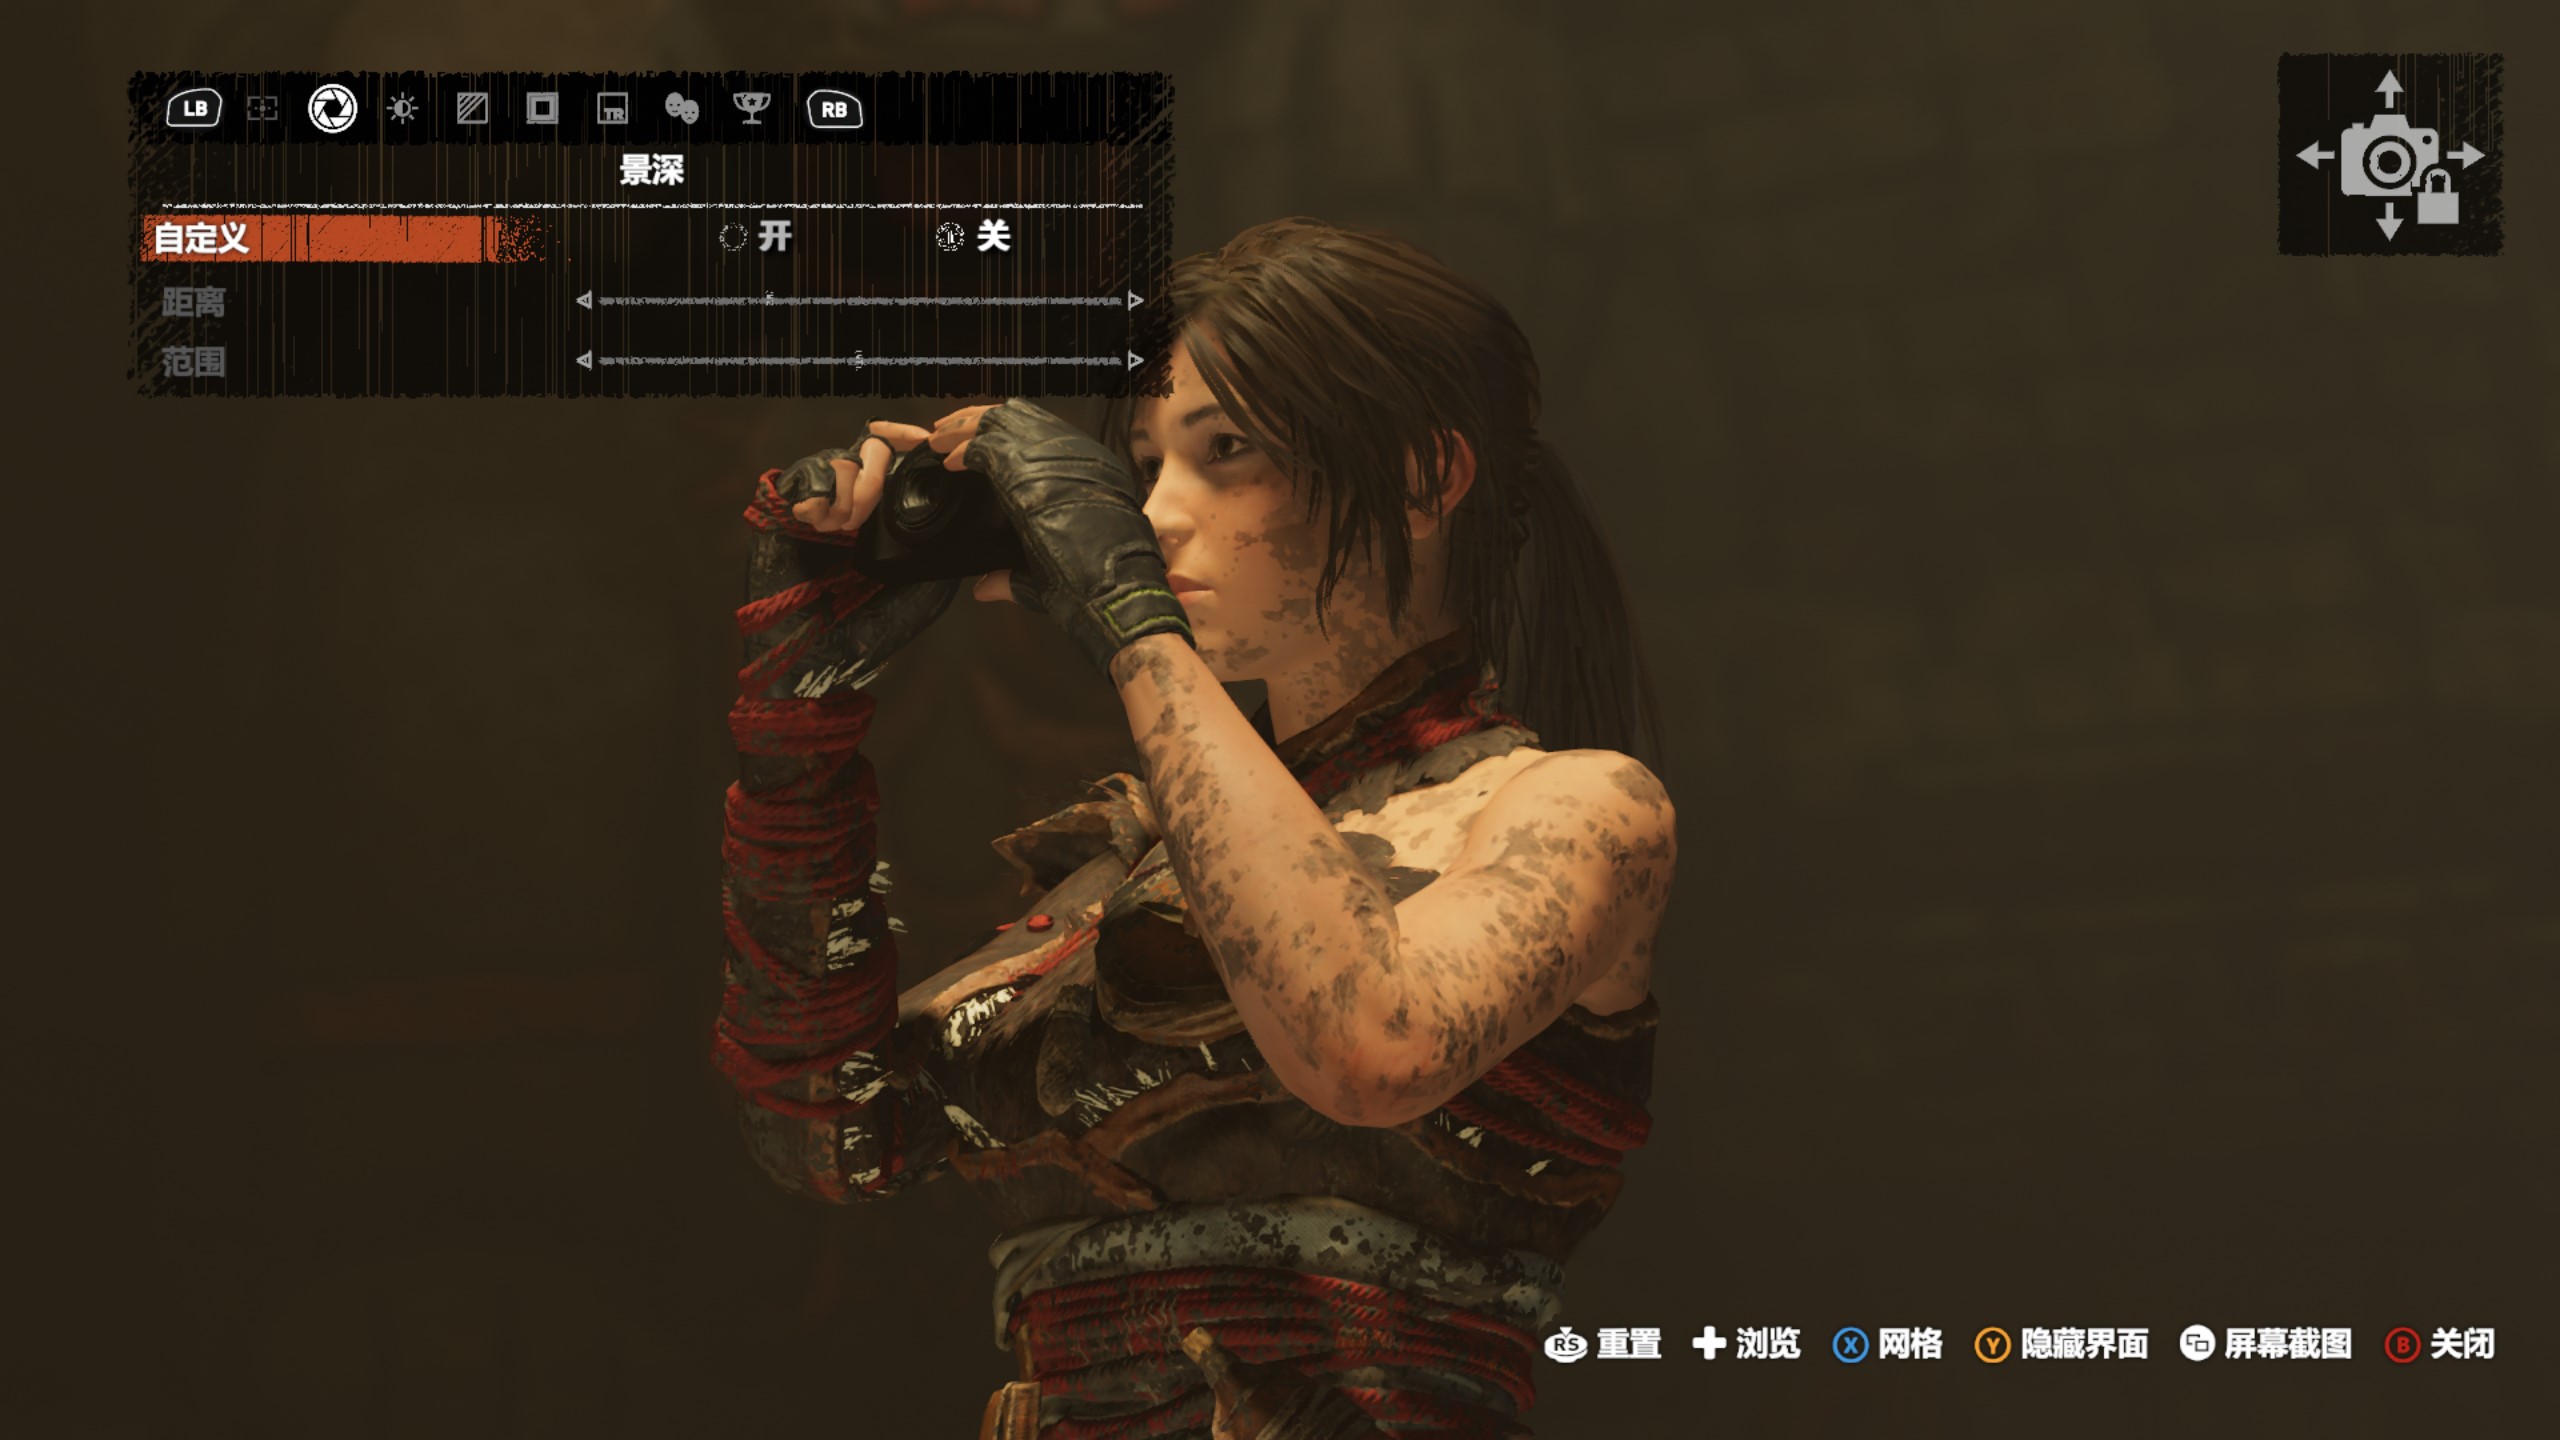 LB TR RB
景深
自定义 开 关
距离
范围
RS 重置 浏览 X 网格 Y 隐藏界面 屏幕截图 B 关闭